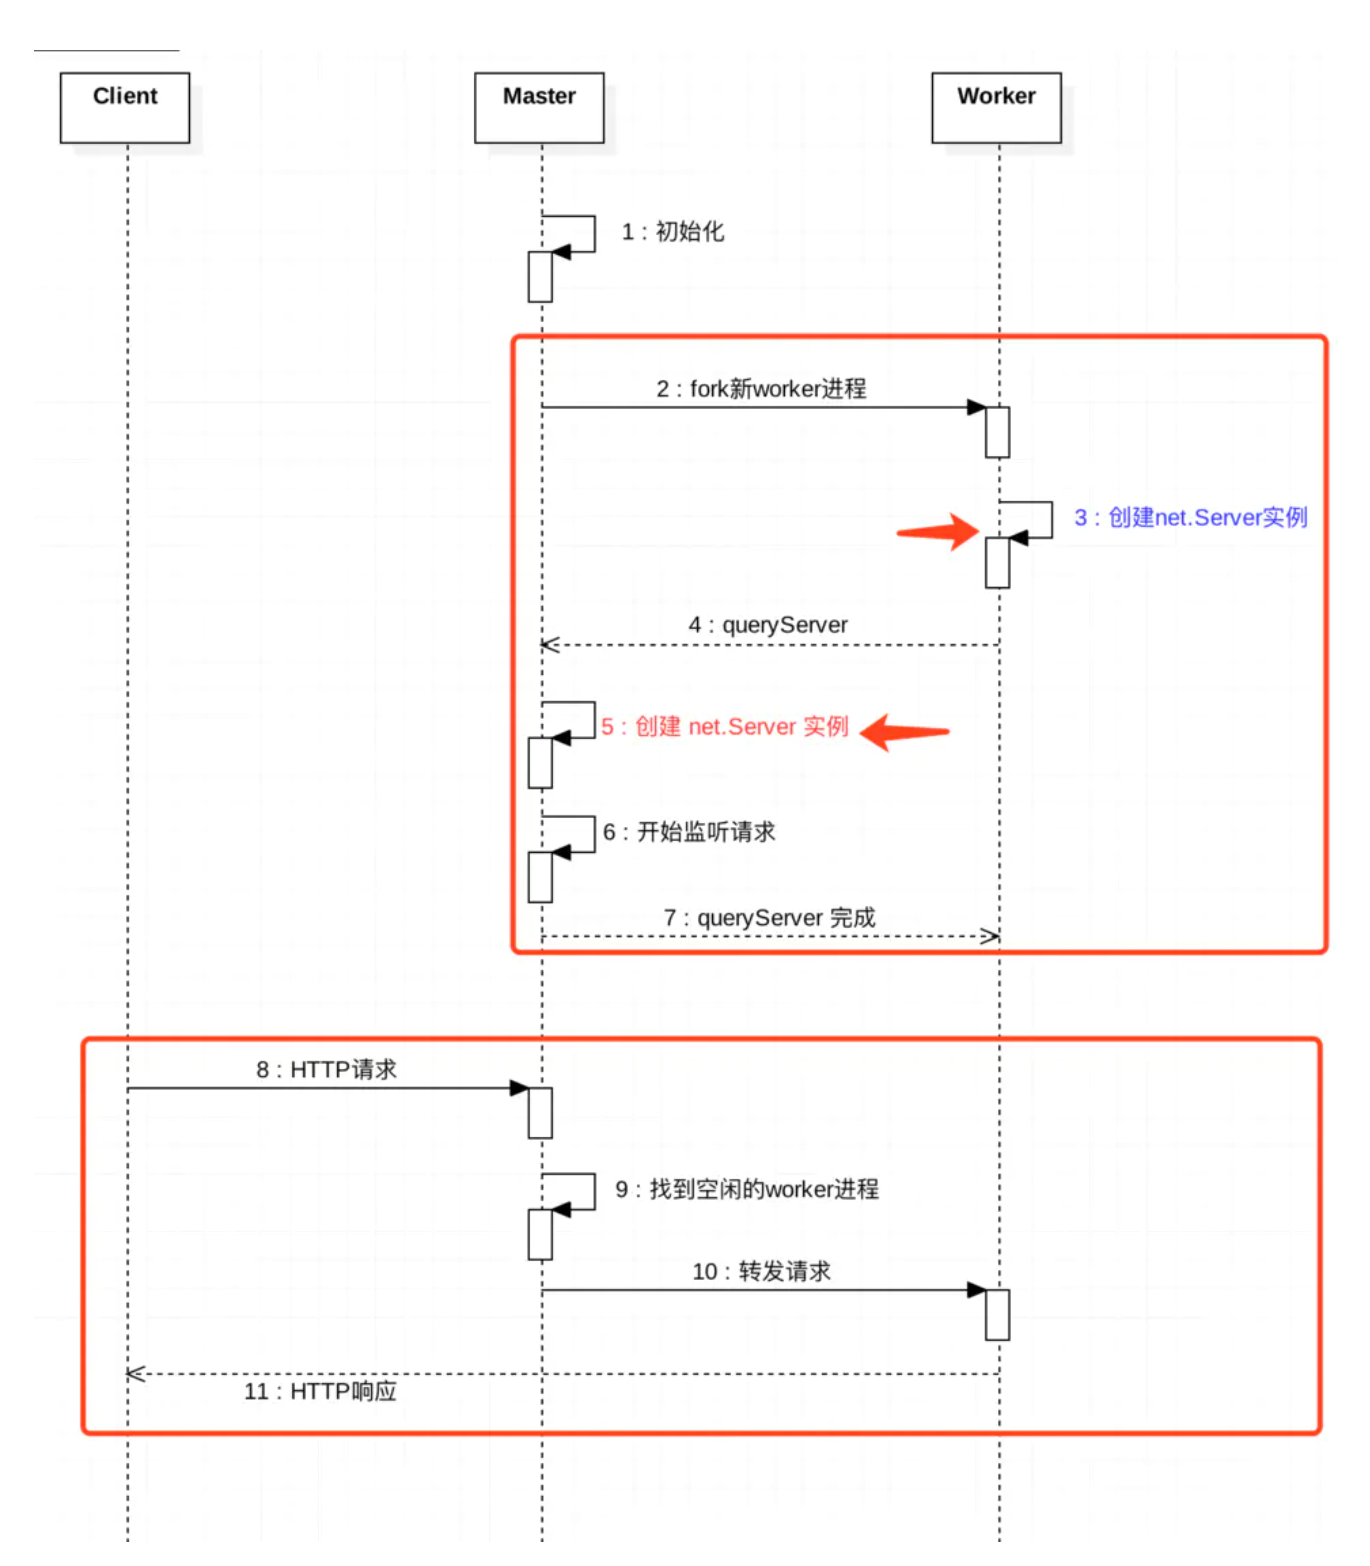 Client
Master
Worker
1 : 初始化
2 : fork新worker进程
3 : 创建net.Server实例
4 : queryServer
5 : 创建 net.Server 实例
6 : 开始监听请求
7 : queryServer 完成
8 : HTTP请求
9 : 找到空闲的worker进程
10 : 转发请求
11 : HTTP响应